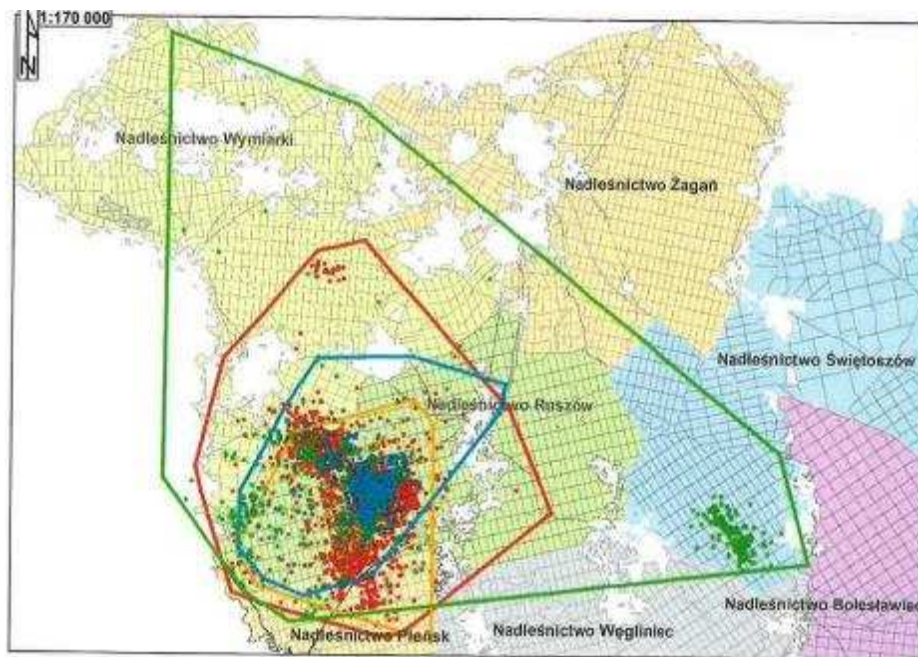 1:170 000
N
Nadleśnictwo Wymiarki
Nadleśnictwo Żagań
Nadleśnictwo Świętoszów
Nadleśnictwo Ruszów
Nadleśnictwo Bolesławiec
Nadleśnictwo Węgliniec
Nadleśnictwo Pieńsk